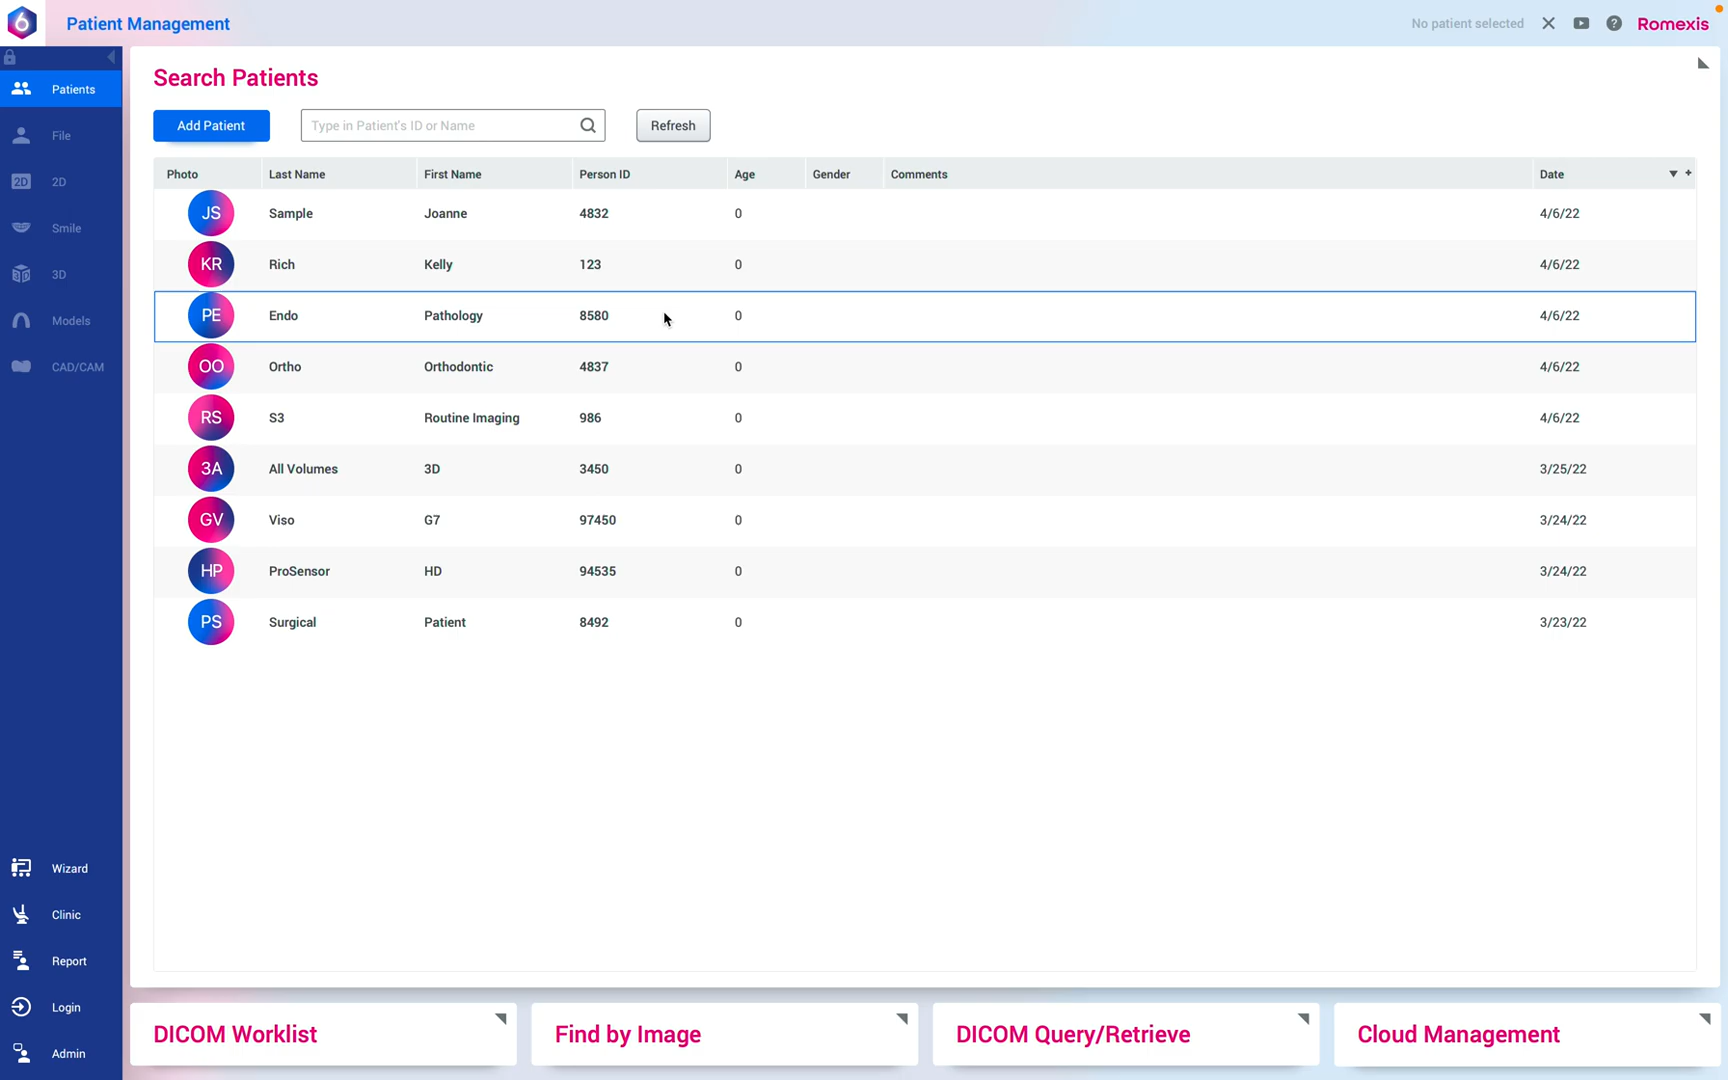 6 Patient Management No patient selected Romexis
Patients
File
2D 2D
Smile
3D 3D
Models
CAD/CAM
Wizard
Clinic
Report
Login
Admin
Search Patients
Add Patient Type in Patient's ID or Name Refresh
Photo Last Name First Name Person ID Age Gender Comments Date
JS Sample Joanne 4832 0 4/6/22
KR Rich Kelly 123 0 4/6/22
PE Endo Pathology 8580 0 4/6/22
OO Ortho Orthodontic 4837 0 4/6/22
RS S3 Routine Imaging 986 0 4/6/22
3A All Volumes 3D 3450 0 3/25/22
GV Viso G7 97450 0 3/24/22
HP ProSensor HD 94535 0 3/24/22
PS Surgical Patient 8492 0 3/23/22
DICOM Worklist Find by Image DICOM Query/Retrieve Cloud Management